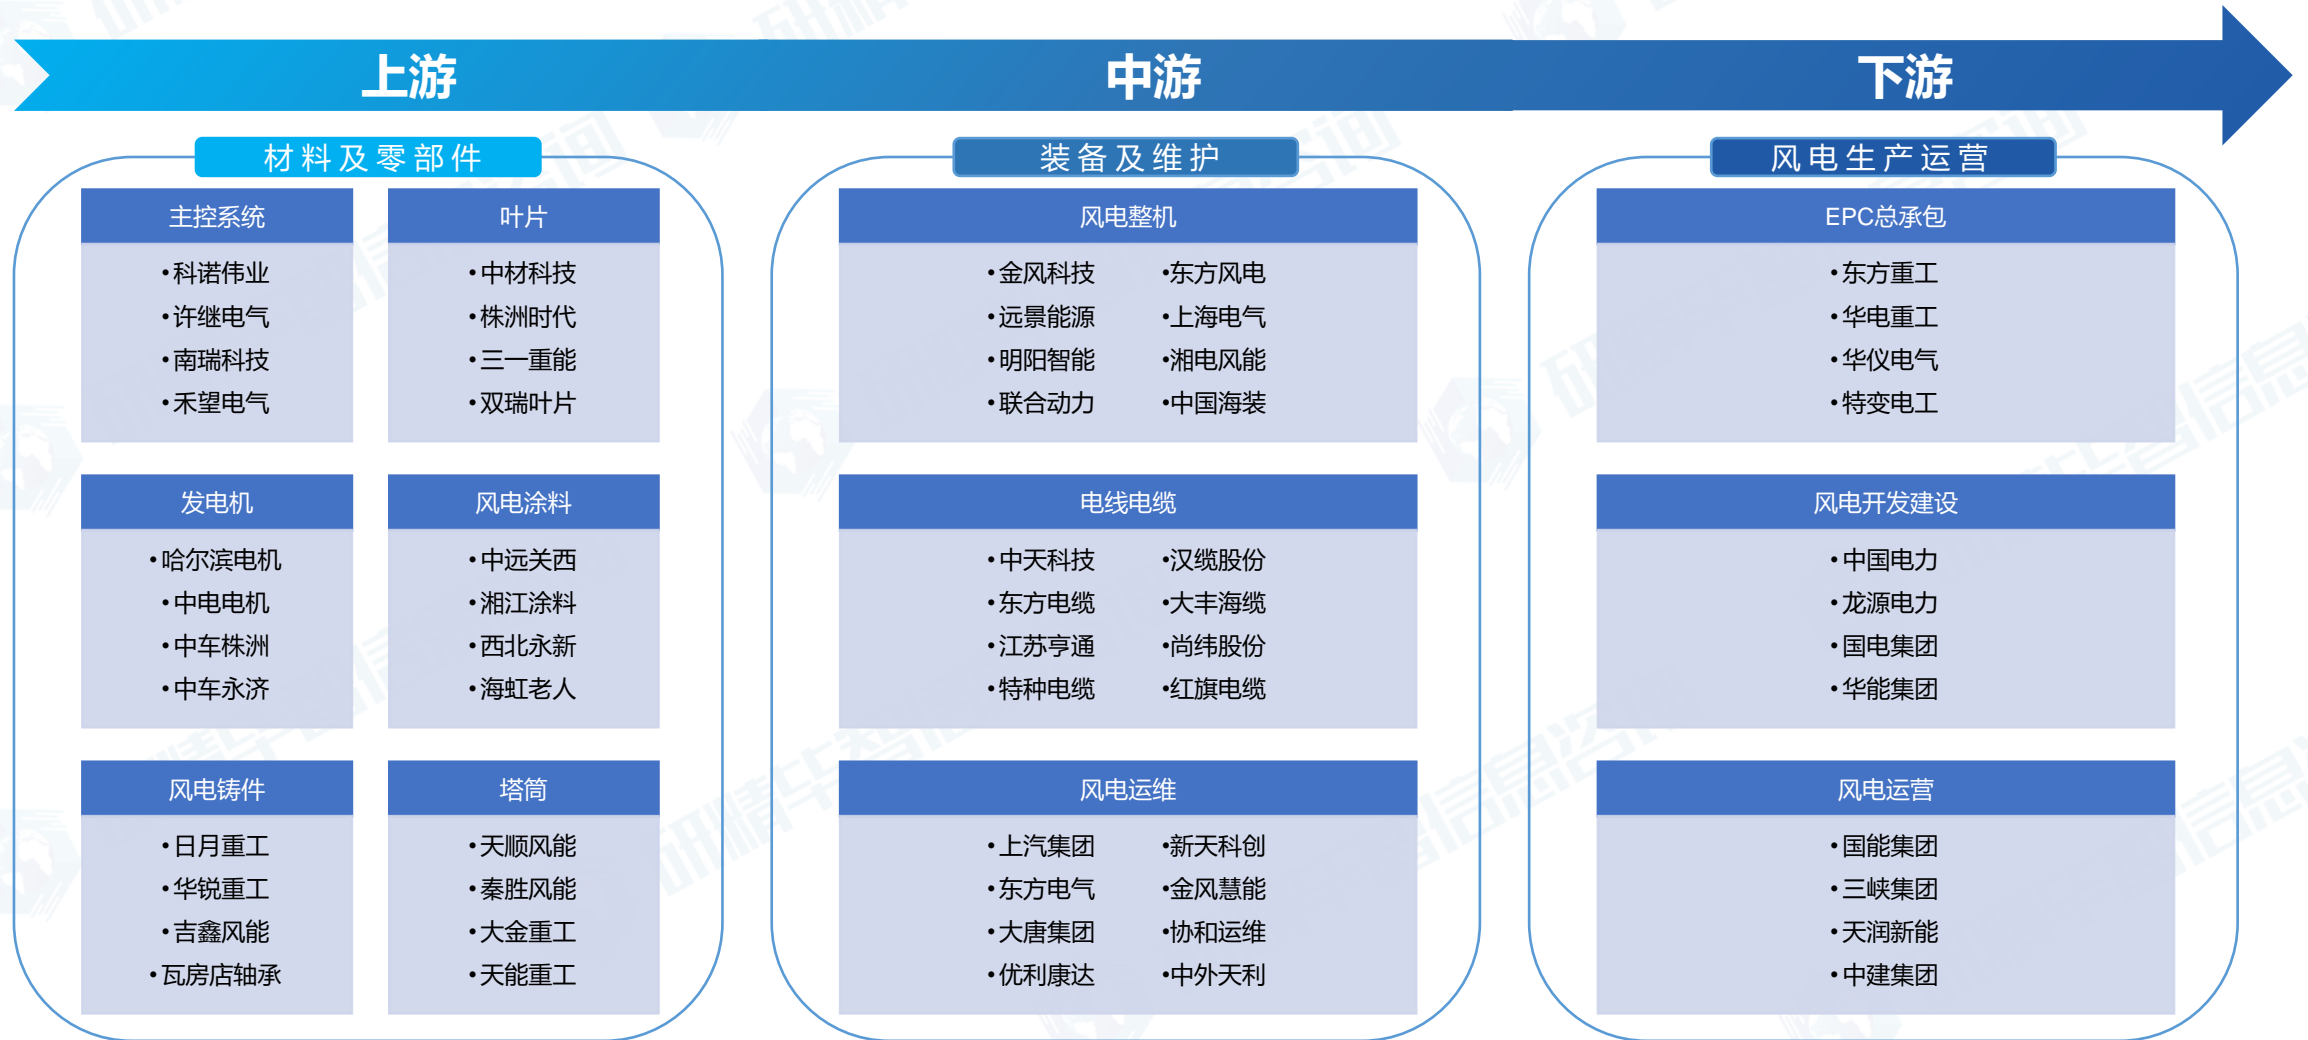 上游
中游
下游
材料及零部件
主控系统
•科诺伟业
•许继电气
•南瑞科技
•禾望电气
叶片
•中材科技
•株洲时代
•三一重能
•双瑞叶片
发电机
•哈尔滨电机
•中电电机
•中车株洲
•中车永济
风电涂料
•中远关西
•湘江涂料
•西北永新
•海虹老人
风电铸件
•日月重工
•华锐重工
•吉鑫风能
•瓦房店轴承
塔筒
•天顺风能
•秦胜风能
•大金重工
•天能重工
装备及维护
风电整机
•金风科技
•远景能源
•明阳智能
•联合动力
•东方风电
•上海电气
•湘电风能
•中国海装
电线电缆
•中天科技
•东方电缆
•江苏亨通
•特种电缆
•汉缆股份
•大丰海缆
•尚纬股份
•红旗电缆
风电运维
•上汽集团
•东方电气
•大唐集团
•优利康达
•新天科创
•金风慧能
•协和运维
•中外天利
风电生产运营
EPC总承包
•东方重工
•华电重工
•华仪电气
•特变电工
风电开发建设
•中国电力
•龙源电力
•国电集团
•华能集团
风电运营
•国能集团
•三峡集团
•天润新能
•中建集团